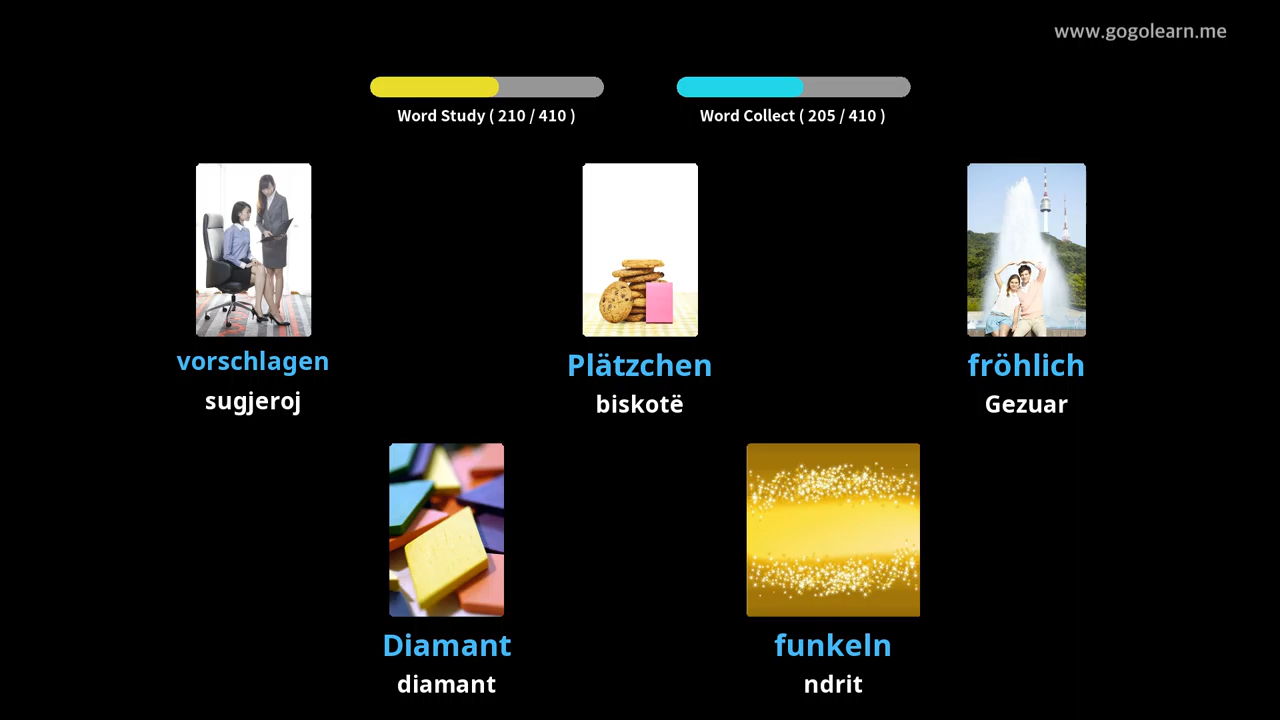 www.gogolearn.me
Word Study ( 210 / 410 )
Word Collect ( 205 / 410 )
vorschlagen
sugjeroj
Plätzchen
biskotë
fröhlich
Gezuar
Diamant
diamant
funkeln
ndrit